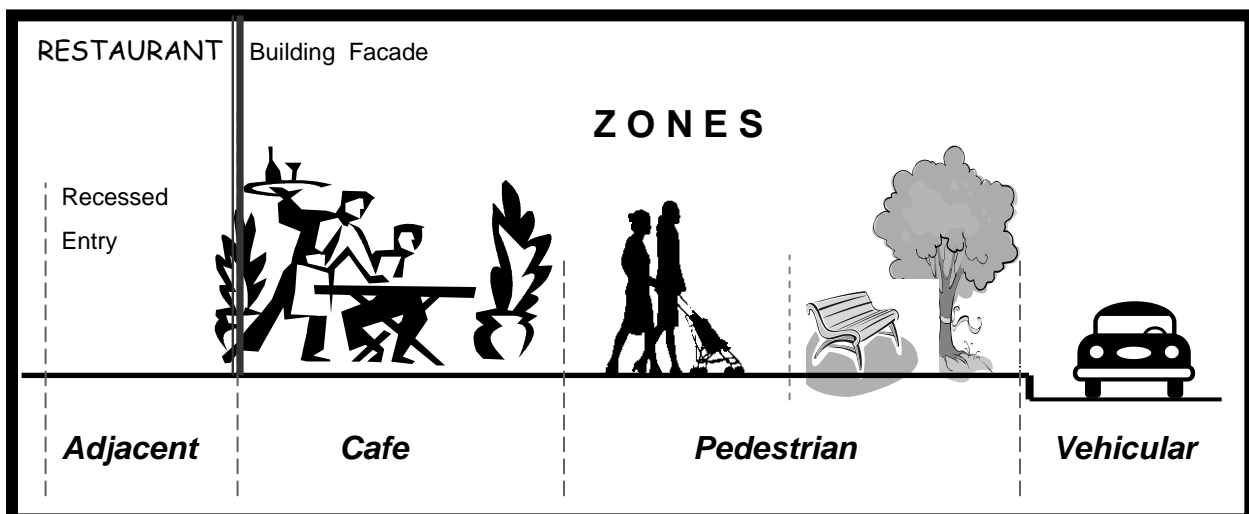 RESTAURANT Building Facade
ZONES
Recessed
Entry
Adjacent Cafe Pedestrian Vehicular